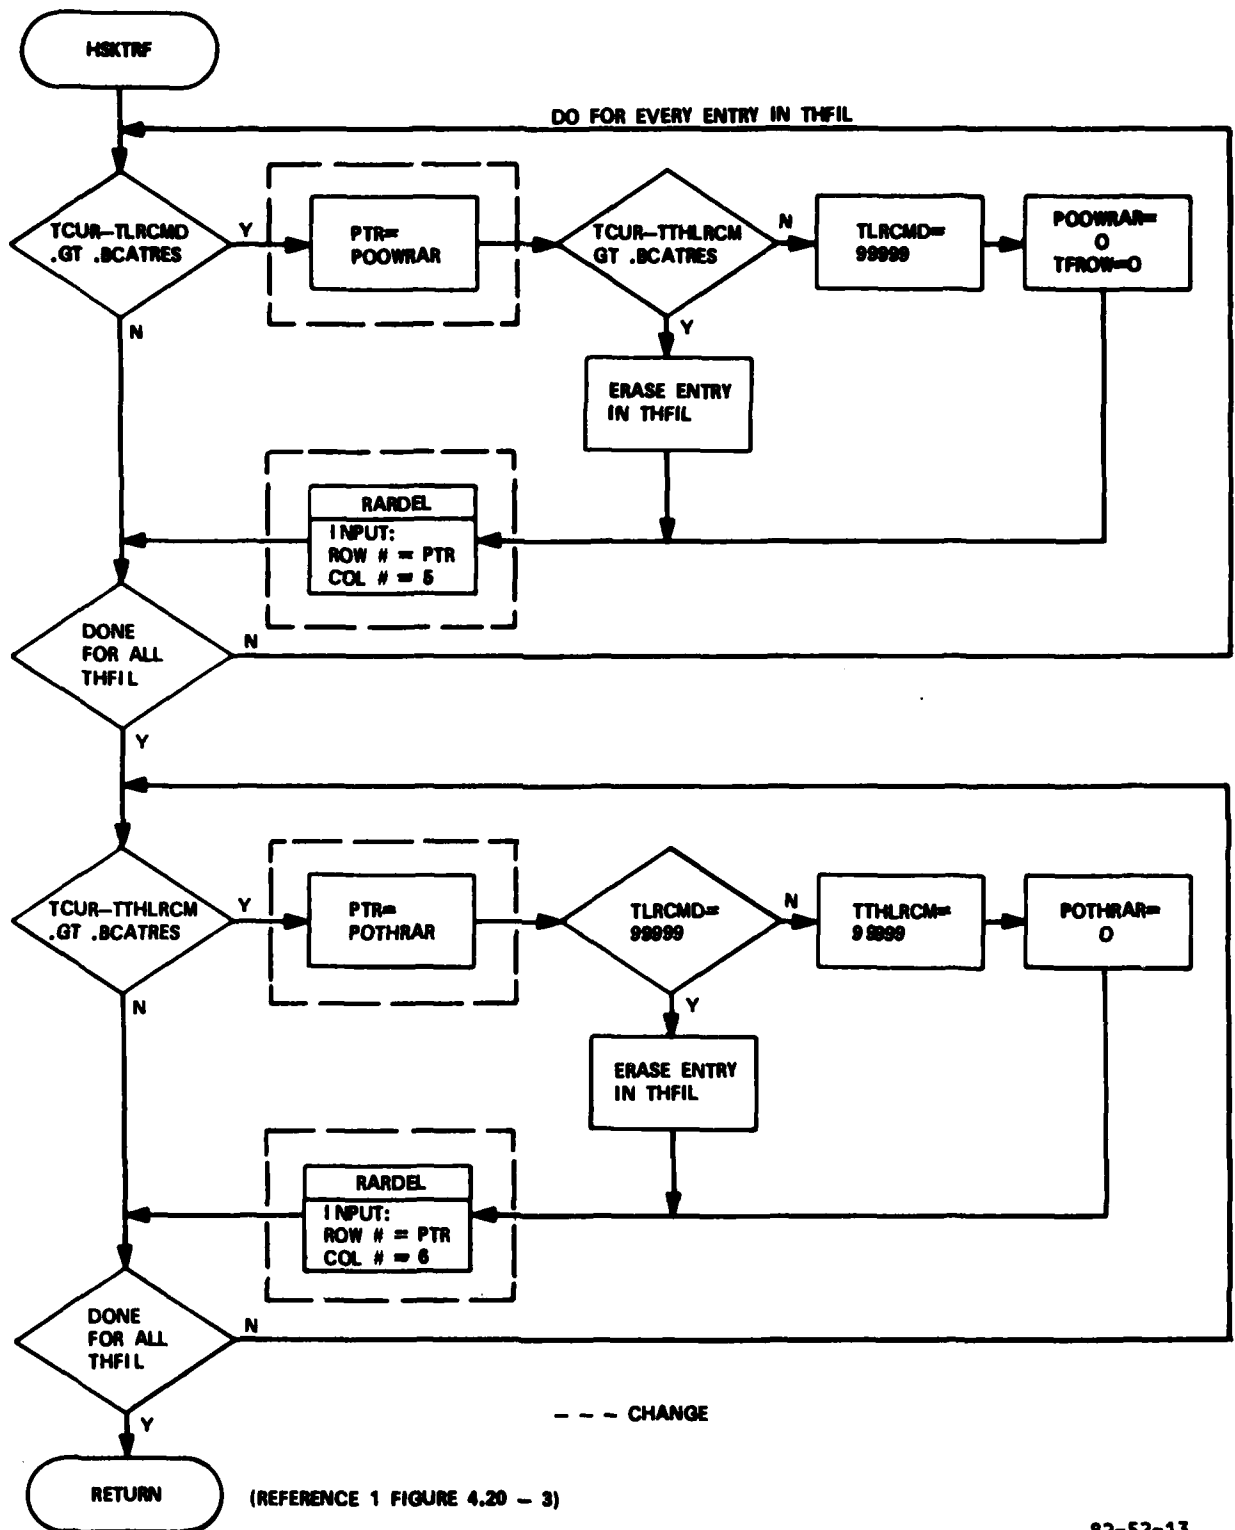 HSKTRF
DO FOR EVERY ENTRY IN THFIL
TCUR-TLRCMD
.GT .BCATRES
Y
N
PTR=
POOWRAR
TCUR-TTHLRCM
GT .BCATRES
N
Y
TLRCMD=
99999
POOWRAR=
0
TFROW=0
ERASE ENTRY
IN THFIL
RARDEL
INPUT:
ROW # = PTR
COL # = 5
DONE
FOR ALL
THFIL
N
Y
TCUR-TTHLRCM
.GT .BCATRES
Y
N
PTR=
POTHRAR
TLRCMD=
99999
N
Y
TTHLRCM=
99999
POTHRAR=
0
ERASE ENTRY
IN THFIL
RARDEL
INPUT:
ROW # = PTR
COL # = 6
DONE
FOR ALL
THFIL
N
Y
- - - CHANGE
RETURN
(REFERENCE 1 FIGURE 4.20 - 3)
82-52-13